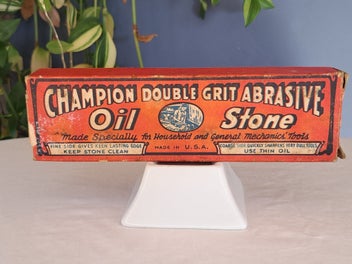 CHAMPION DOUBLE GRIT ABRASIVE
Oil Stone
Made Specially for Household and General Mechanics' Tools
FINE SIDE GIVES KEEN LASTING EDGE
KEEP STONE CLEAN
MADE IN U.S.A.
COARSE SIDE QUICKLY SHARPENS VERY DULL TOOLS
USE THIN OIL